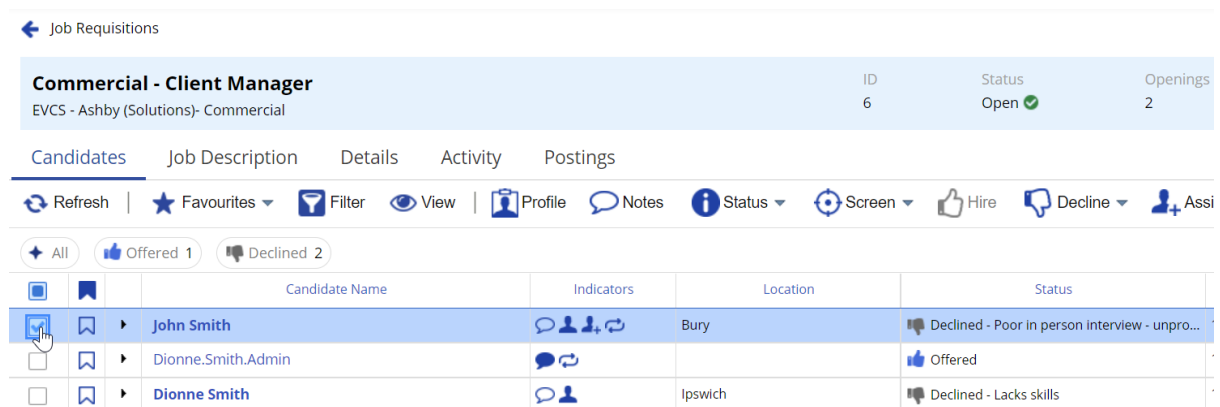 Job Requisitions
Commercial - Client Manager
EVCS - Ashby (Solutions)- Commercial
ID
6
Status
Open
Openings
2
Candidates Job Description Details Activity Postings
Refresh | Favourites Filter View | Profile Notes Status Screen Hire Decline Assi
All Offered 1 Declined 2
Candidate Name Indicators Location Status
John Smith Bury Declined - Poor in person interview - unpro...
Dionne.Smith.Admin Offered
Dionne Smith Ipswich Declined - Lacks skills